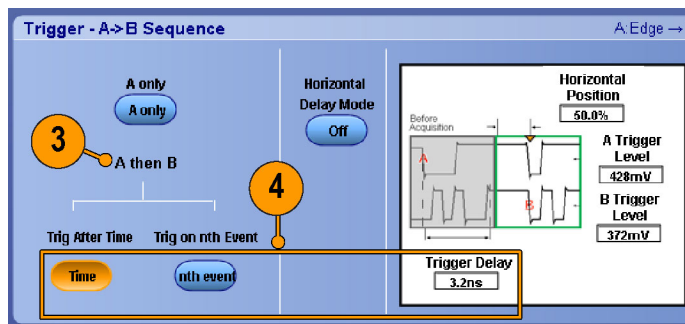 Trigger - A->B Sequence
A:Edge →
A only
A only
3
A then B
4
Trig After Time
Trig on nth Event
Time
nth event
Horizontal
Delay Mode
Off
Before
Acquisition
A
B
Horizontal
Position
50.0%
A Trigger
Level
428mV
B Trigger
Level
372mV
Trigger Delay
3.2ns